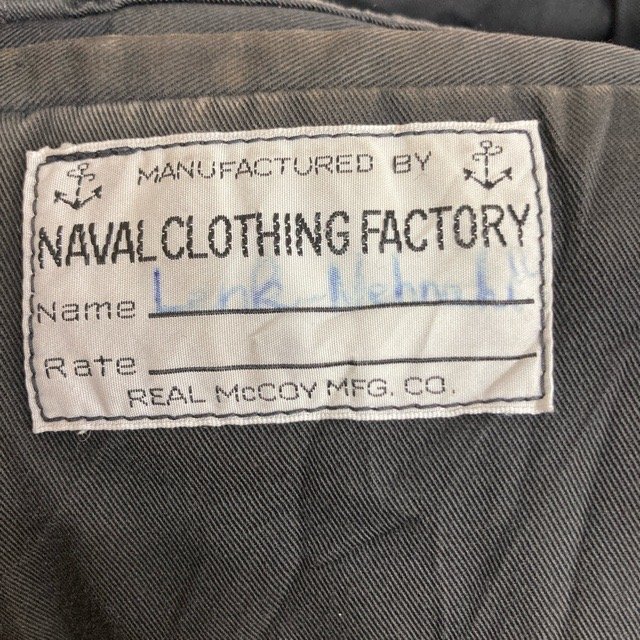 MANUFACTURED BY
NAVAL CLOTHING FACTORY
Name
Rate
REAL McCOY MFG. CO.